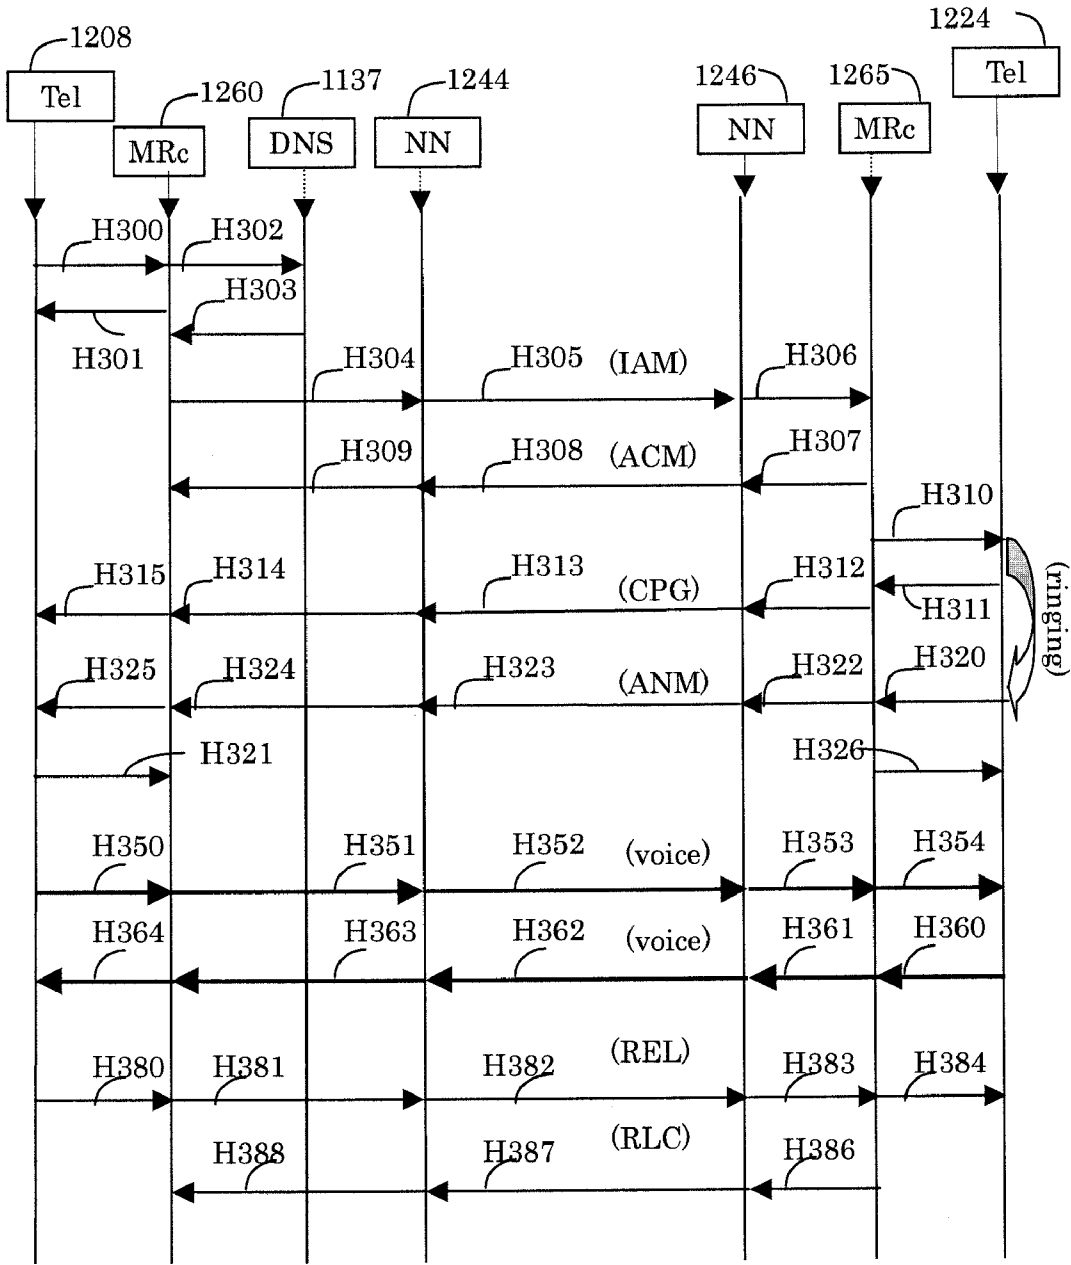 1208
1224
Tel
1260
1137
1244
1246
1265
Tel
MRc
DNS
NN
NN
MRc
H300
H302
H303
H301
H304
H305 (IAM)
H306
H309
H308 (ACM)
H307
H310
H315
H314
H313
(CPG)
H312
H311
(ringing)
H325
H324
H323
(ANM)
H322
H320
H321
H326
H350
H351
H352
(voice)
H353
H354
H364
H363
H362
(voice)
H361
H360
H380
H381
H382
(REL)
H383
H384
H388
H387
(RLC)
H386